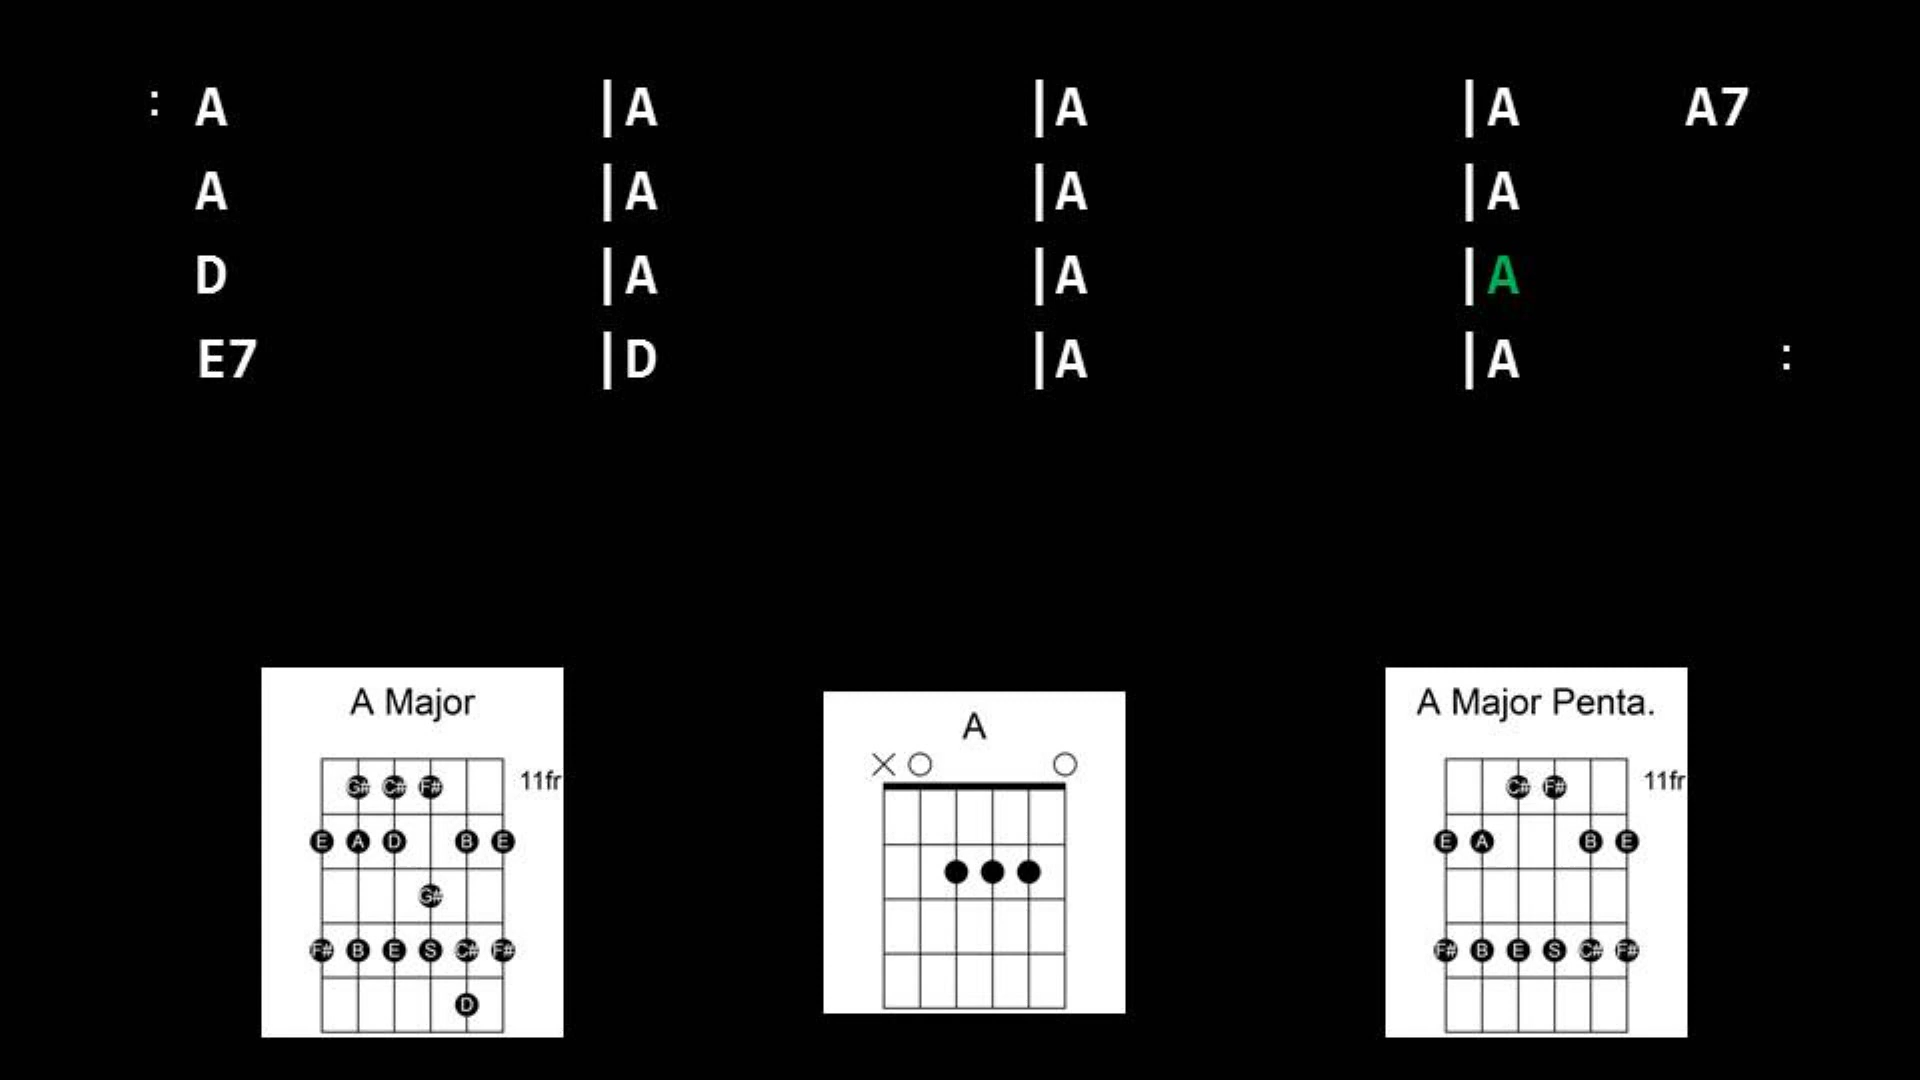 : A |A |A |A A7
A |A |A |A
D |A |A |A
E7 |D |A |A :
A Major
11fr
G# C# F#
E A D B E
G#
F# B E S C# F#
D
A
A Major Penta.
11fr
C# F#
E A B E
F# B E S C# F#